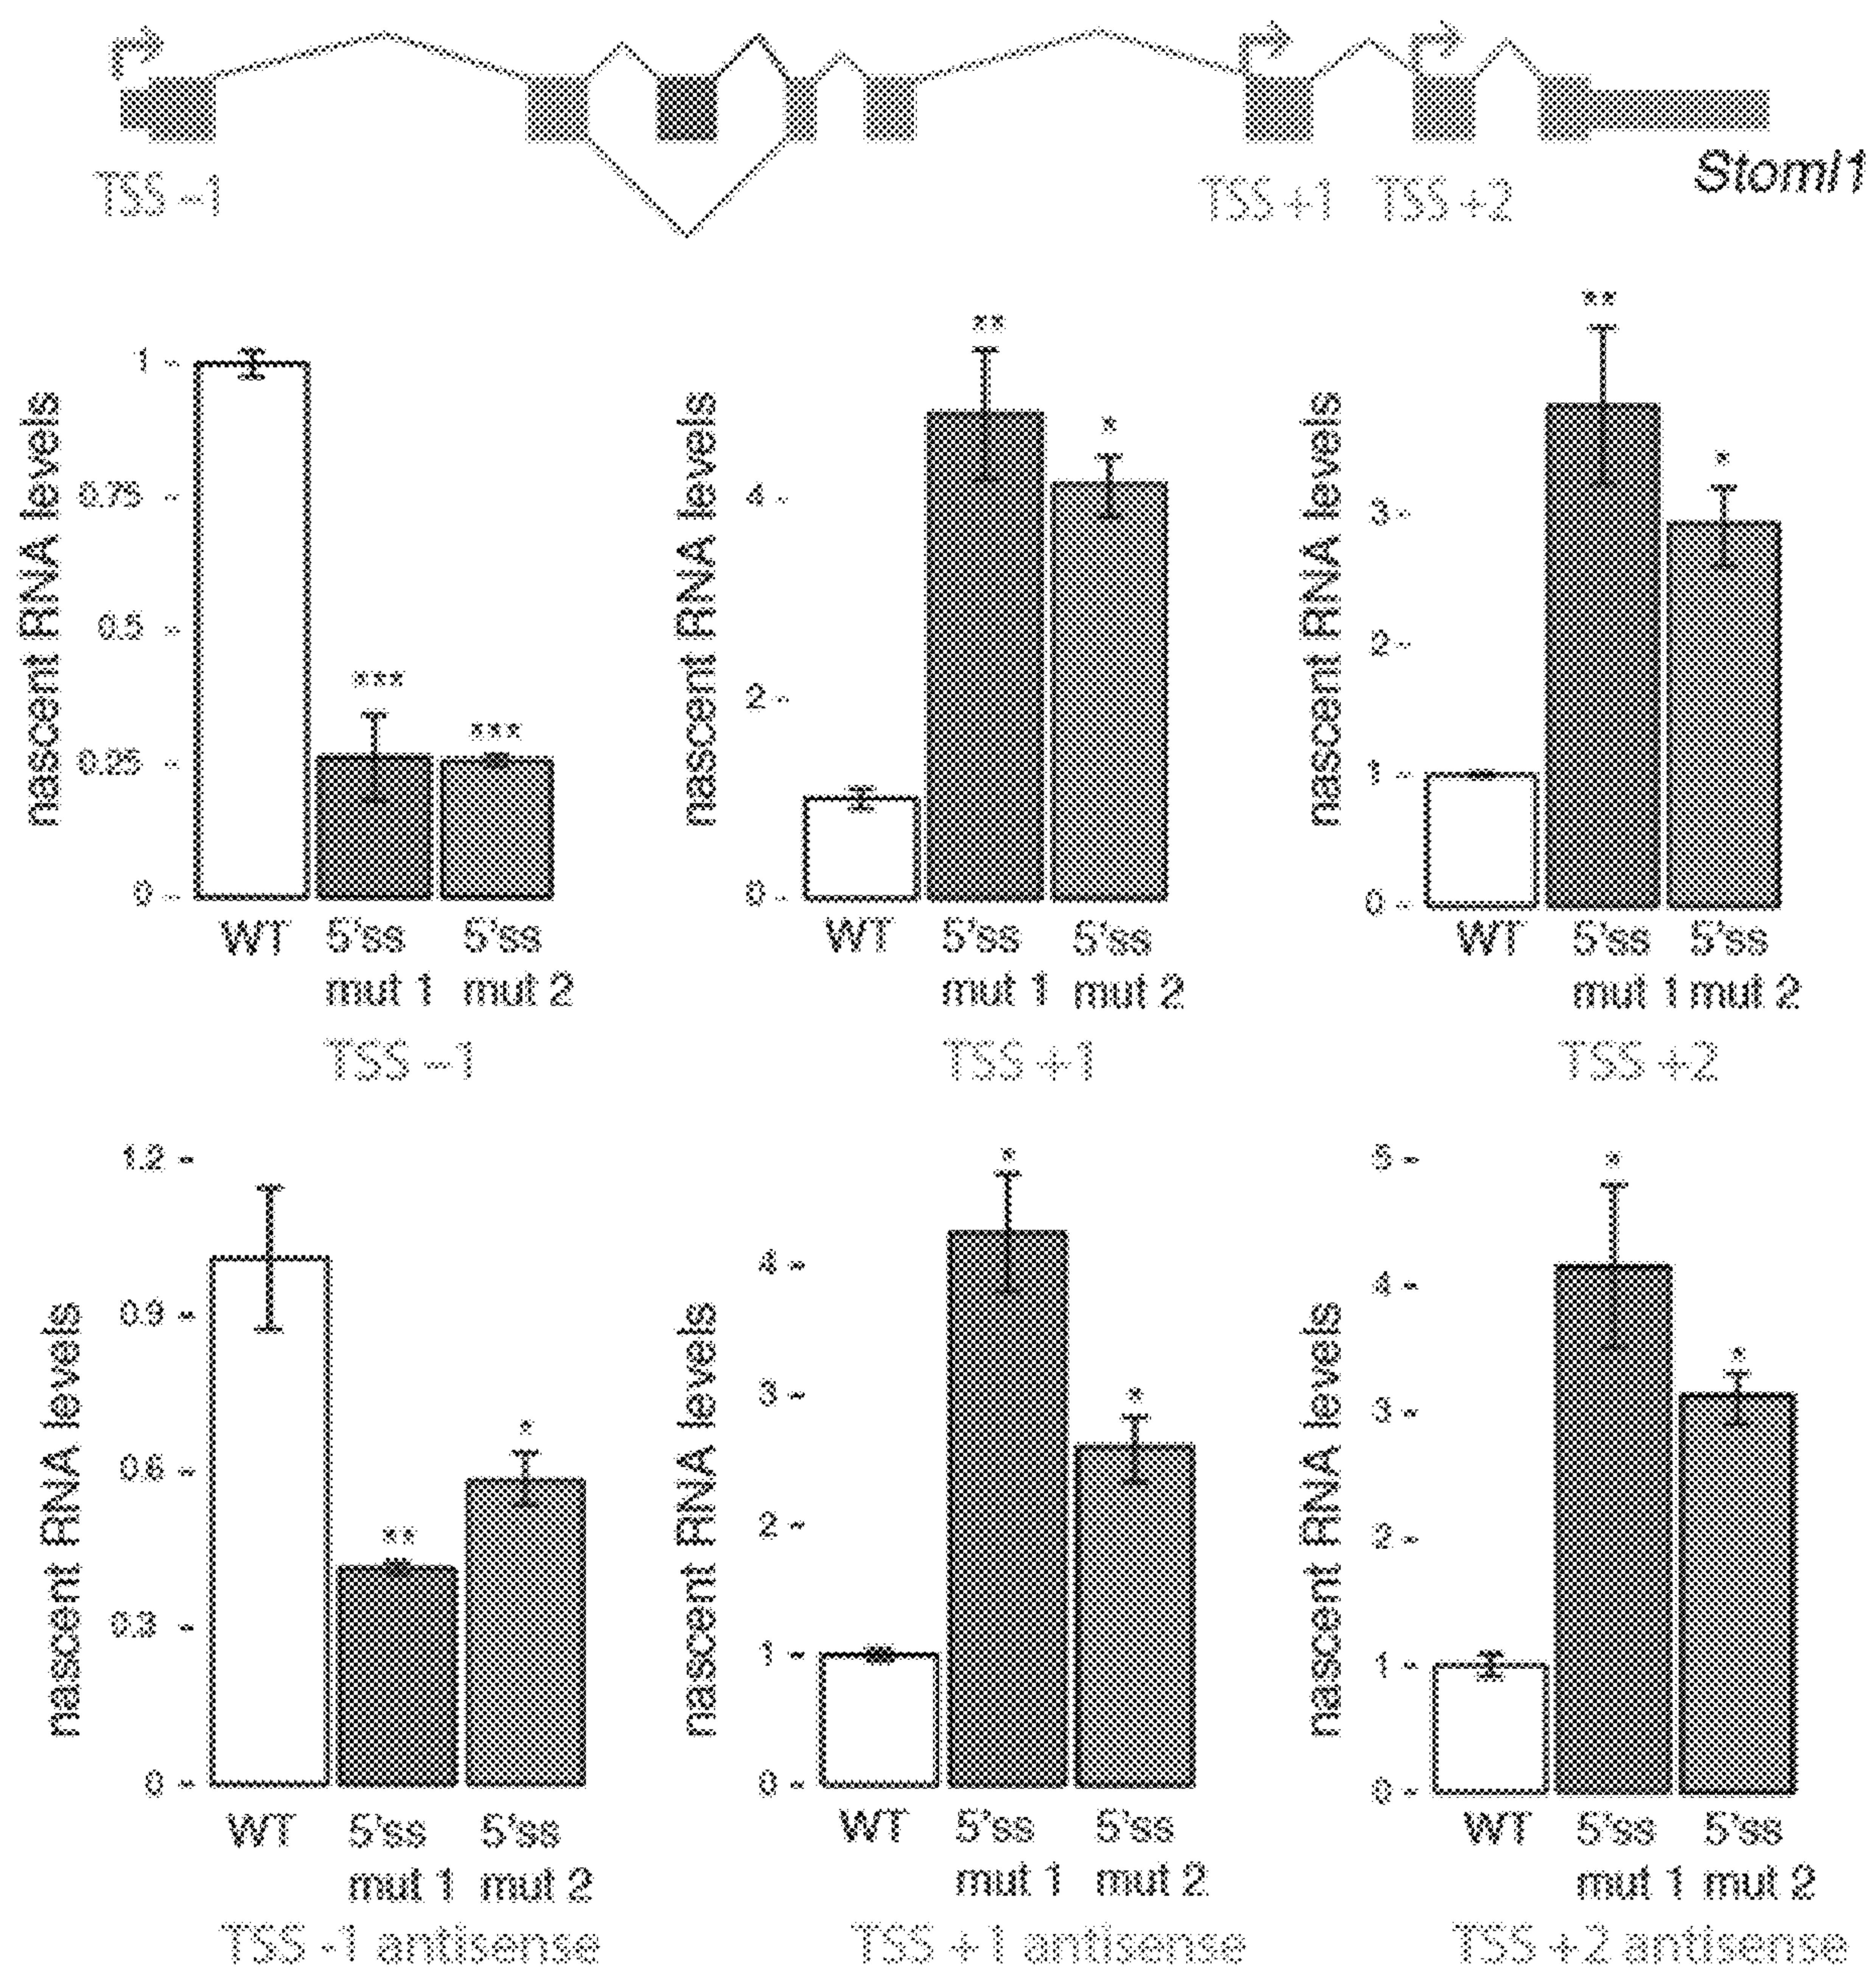 TSS –1
TSS +1
TSS +2
Stoml1
nascent RNA levels
1
0.75
0.5
0.25
0
***
***
WT
5'ss mut 1
5'ss mut 2
TSS –1
nascent RNA levels
4
2
0
**
*
WT
5'ss mut 1
5'ss mut 2
TSS +1
nascent RNA levels
3
2
1
0
**
*
WT
5'ss mut 1
5'ss mut 2
TSS +2
nascent RNA levels
1.2
0.9
0.6
0.3
0
**
*
WT
5'ss mut 1
5'ss mut 2
TSS -1 antisense
nascent RNA levels
4
3
2
1
0
*
*
WT
5'ss mut 1
5'ss mut 2
TSS +1 antisense
nascent RNA levels
5
4
3
2
1
0
*
*
WT
5'ss mut 1
5'ss mut 2
TSS +2 antisense